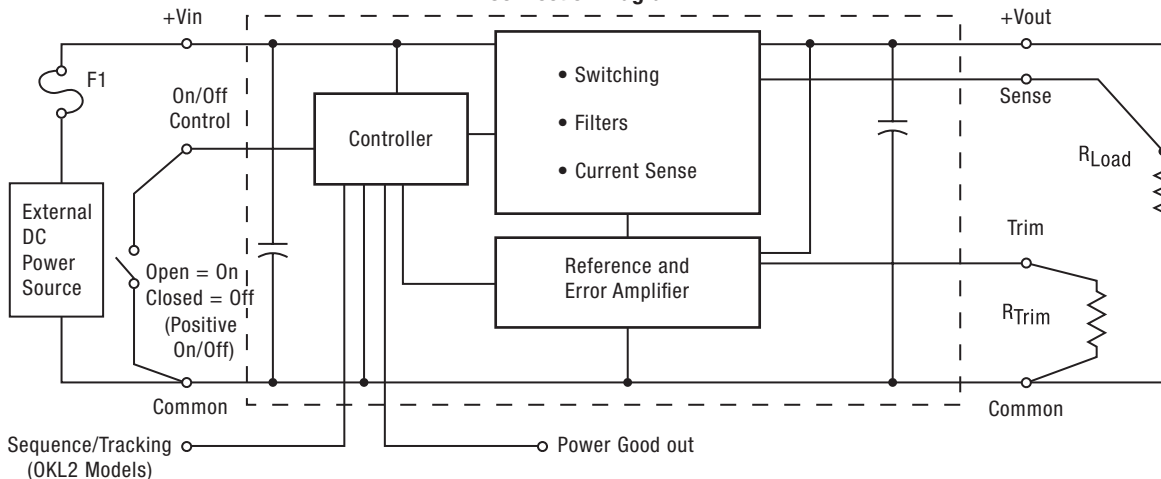 +Vin
+Vout
F1
On/Off
Control
Controller
• Switching
• Filters
• Current Sense
Sense
RLoad
External
DC
Power
Source
Open = On
Closed = Off
(Positive
On/Off)
Reference and
Error Amplifier
Trim
RTrim
Common
Common
Sequence/Tracking
(OKL2 Models)
Power Good out